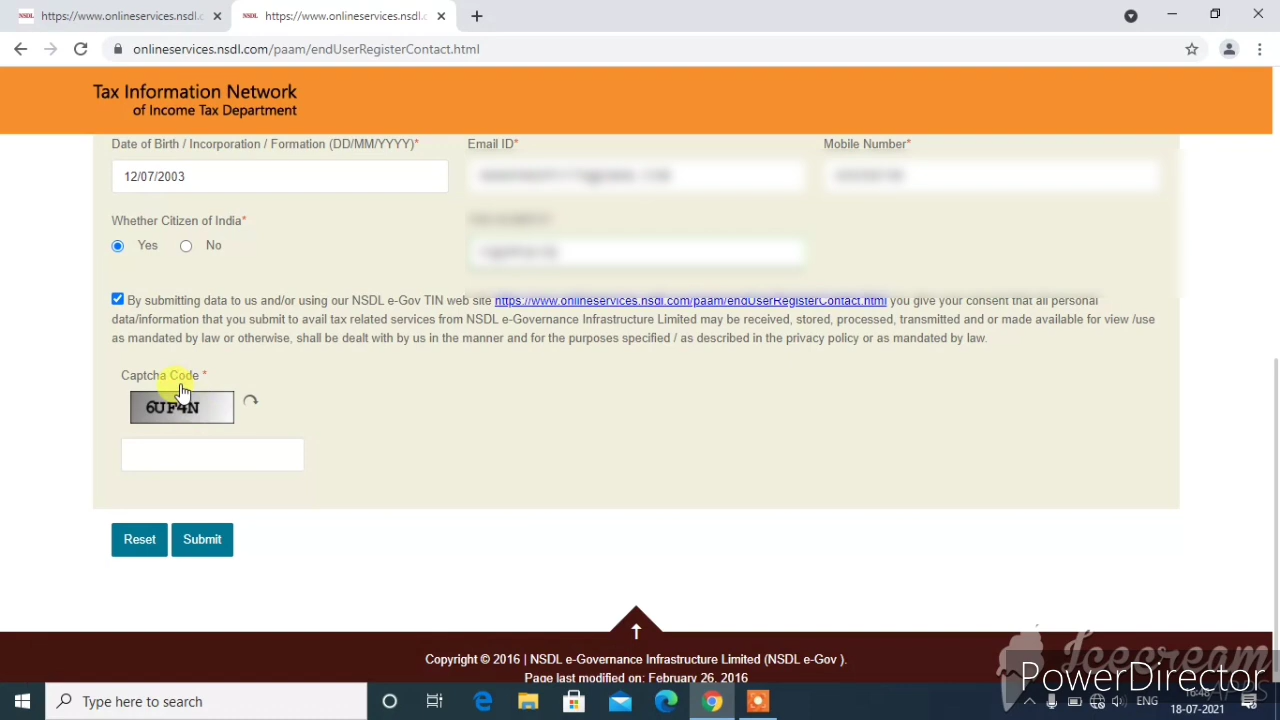 NSDL https://www.onlineservices.nsdl.c
NSDL https://www.onlineservices.nsdl.
onlineservices.nsdl.com/paam/endUserRegisterContact.html
Tax Information Network
of Income Tax Department
Date of Birth / Incorporation / Formation (DD/MM/YYYY)* Email ID* Mobile Number*
12/07/2003
Whether Citizen of India*
Yes No
By submitting data to us and/or using our NSDL e-Gov TIN web site https://www.onlineservices.nsdl.com/paam/endUserRegisterContact.html you give your consent that all personal
data/information that you submit to avail tax related services from NSDL e-Governance Infrastructure Limited may be received, stored, processed, transmitted and or made available for view /use
as mandated by law or otherwise, shall be dealt with by us in the manner and for the purposes specified / as described in the privacy policy or as mandated by law.
Captcha Code *
6UF4N
Reset Submit
Copyright © 2016 | NSDL e-Governance Infrastructure Limited (NSDL e-Gov ).
Page last modified on: February 26, 2016
Icecream
PowerDirector
Type here to search
ENG
16:48
18-07-2021